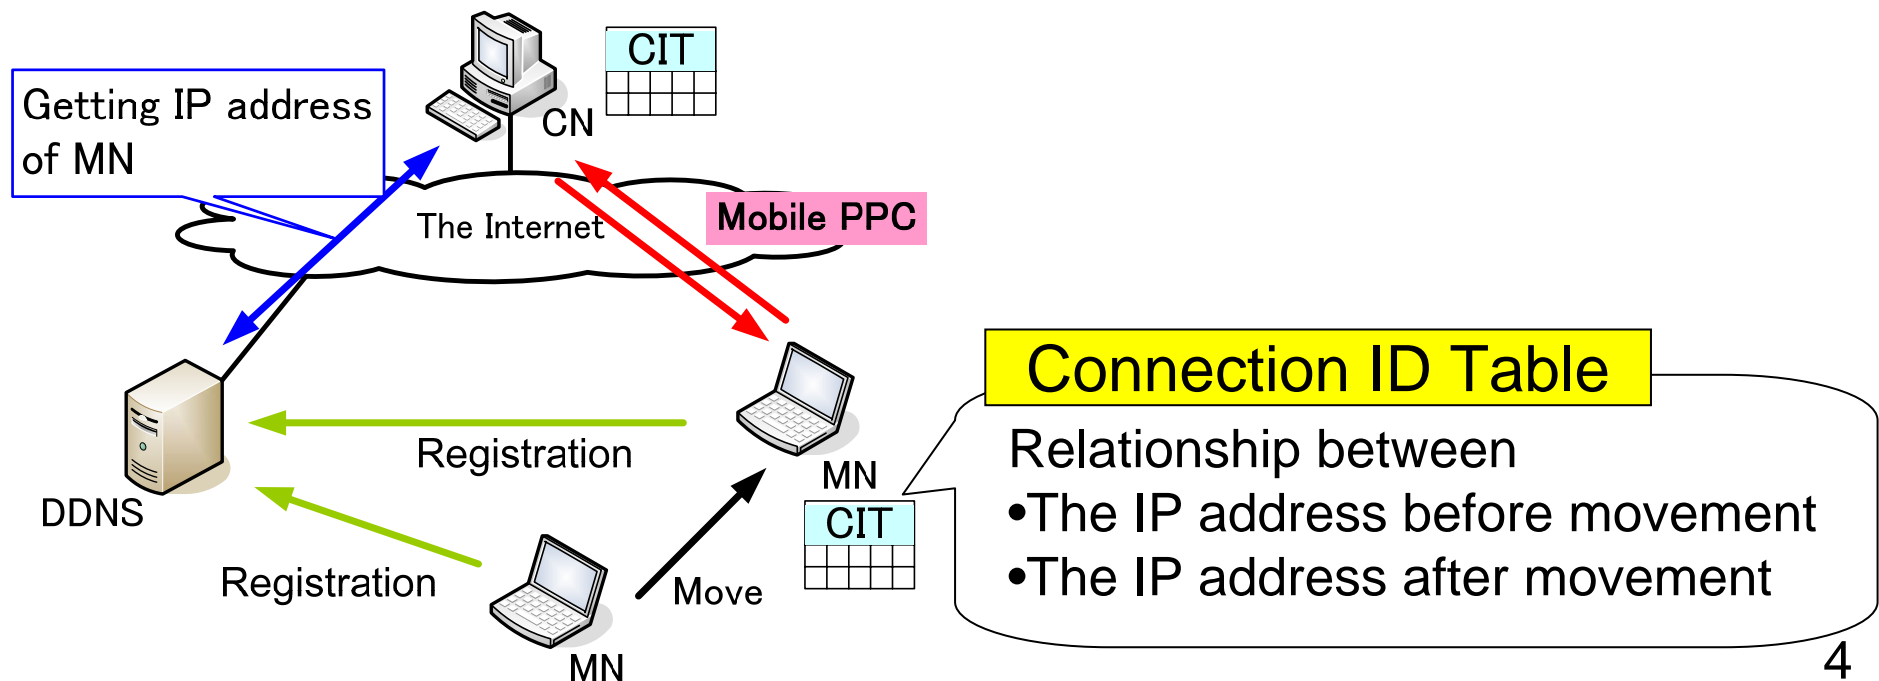 CIT
Getting IP address
of MN
CN
The Internet
Mobile PPC
Connection ID Table
Relationship between
•The IP address before movement
•The IP address after movement
Registration
MN
CIT
DDNS
Registration
Move
MN
4